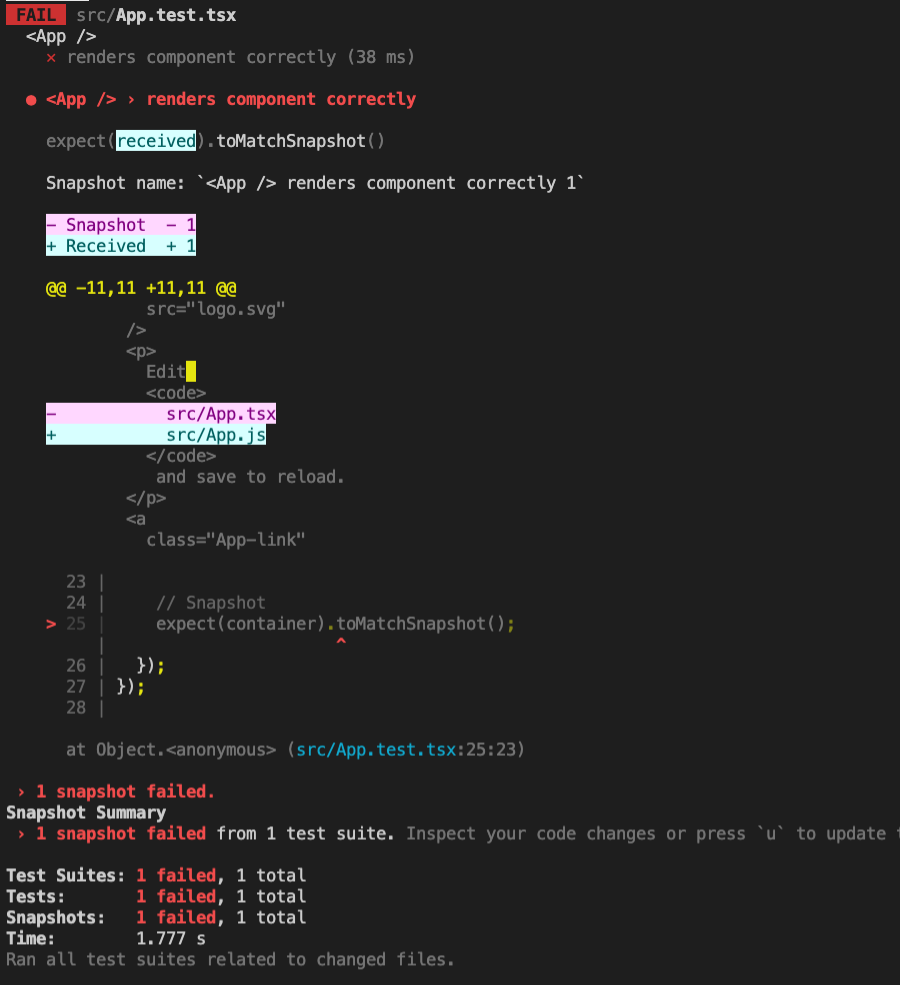 FAIL src/App.test.tsx
<App />
✕ renders component correctly (38 ms)
● <App /> › renders component correctly
expect(received).toMatchSnapshot()
Snapshot name: `<App /> renders component correctly 1`
- Snapshot - 1
+ Received + 1
@@ -11,11 +11,11 @@
src="logo.svg"
/>
<p>
Edit
<code>
- src/App.tsx
+ src/App.js
</code>
and save to reload.
</p>
<a
class="App-link"
23 |
24 | // Snapshot
> 25 | expect(container).toMatchSnapshot();
| ^
26 | });
27 | });
28 |
at Object.<anonymous> (src/App.test.tsx:25:23)
› 1 snapshot failed.
Snapshot Summary
› 1 snapshot failed from 1 test suite. Inspect your code changes or press `u` to update
Test Suites: 1 failed, 1 total
Tests: 1 failed, 1 total
Snapshots: 1 failed, 1 total
Time: 1.777 s
Ran all test suites related to changed files.